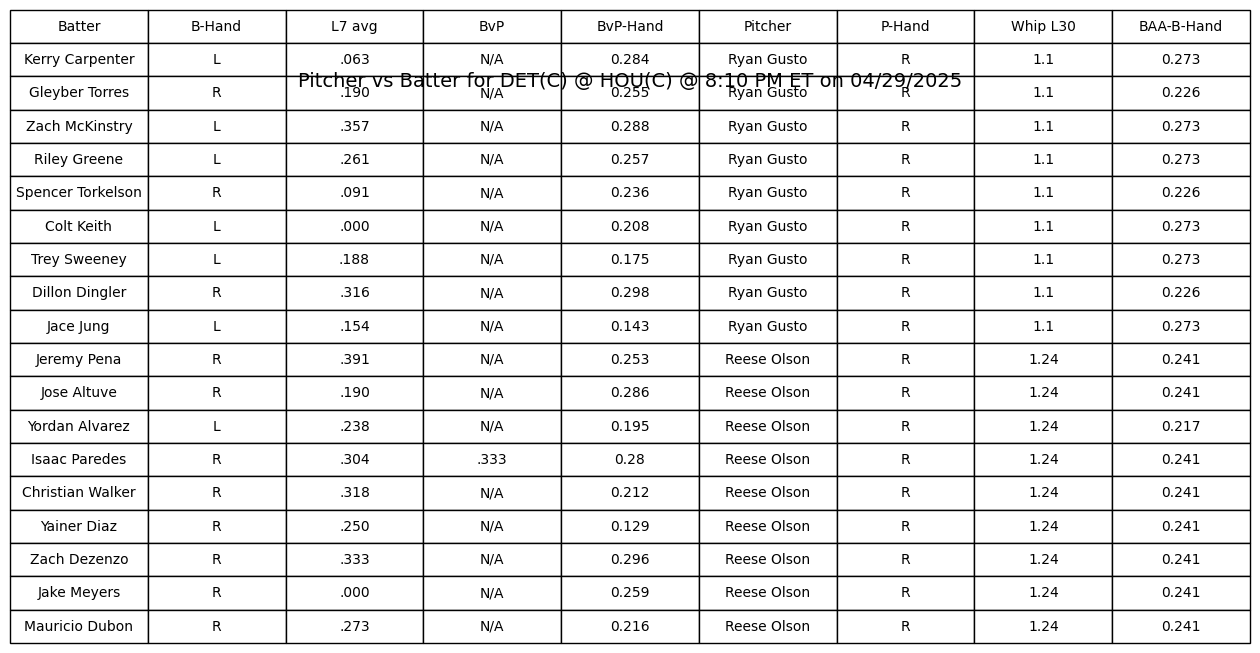 Batter B-Hand L7 avg BvP BvP-Hand Pitcher P-Hand Whip L30 BAA-B-Hand
Kerry Carpenter L .063 N/A 0.284 Ryan Gusto R 1.1 0.273
Pitcher vs Batter for DET(C) @ HOU(C) @ 8:10 PM ET on 04/29/2025
Gleyber Torres R .190 N/A 0.255 Ryan Gusto R 1.1 0.226
Zach McKinstry L .357 N/A 0.288 Ryan Gusto R 1.1 0.273
Riley Greene L .261 N/A 0.257 Ryan Gusto R 1.1 0.273
Spencer Torkelson R .091 N/A 0.236 Ryan Gusto R 1.1 0.226
Colt Keith L .000 N/A 0.208 Ryan Gusto R 1.1 0.273
Trey Sweeney L .188 N/A 0.175 Ryan Gusto R 1.1 0.273
Dillon Dingler R .316 N/A 0.298 Ryan Gusto R 1.1 0.226
Jace Jung L .154 N/A 0.143 Ryan Gusto R 1.1 0.273
Jeremy Pena R .391 N/A 0.253 Reese Olson R 1.24 0.241
Jose Altuve R .190 N/A 0.286 Reese Olson R 1.24 0.241
Yordan Alvarez L .238 N/A 0.195 Reese Olson R 1.24 0.217
Isaac Paredes R .304 .333 0.28 Reese Olson R 1.24 0.241
Christian Walker R .318 N/A 0.212 Reese Olson R 1.24 0.241
Yainer Diaz R .250 N/A 0.129 Reese Olson R 1.24 0.241
Zach Dezenzo R .333 N/A 0.296 Reese Olson R 1.24 0.241
Jake Meyers R .000 N/A 0.259 Reese Olson R 1.24 0.241
Mauricio Dubon R .273 N/A 0.216 Reese Olson R 1.24 0.241